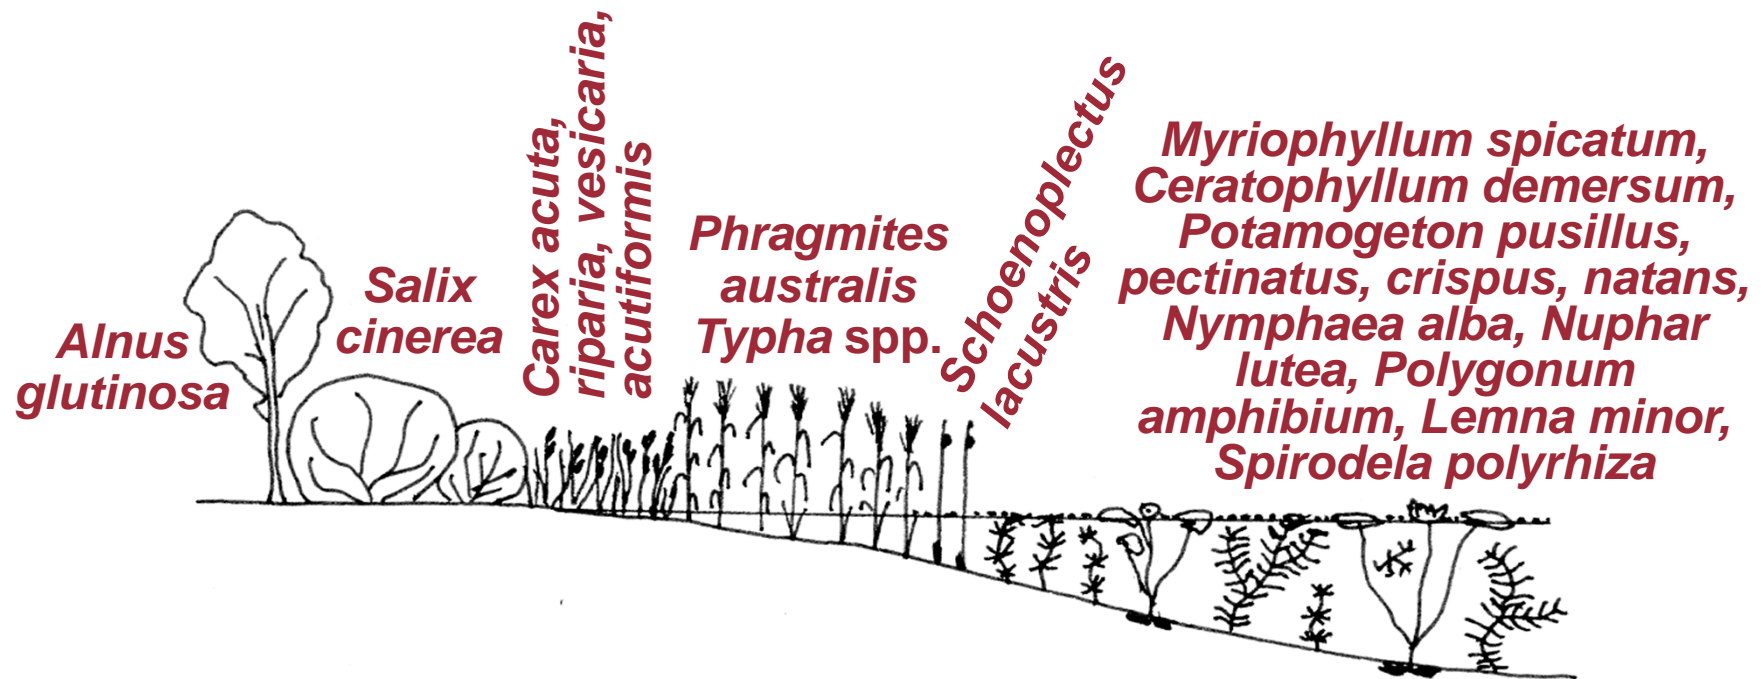 Alnus
glutinosa
Salix
cinerea
Carex acuta,
riparia, vesicaria,
acutiformis
Phragmites
australis
Typha spp.
Schoenoplectus
lacustris
Myriophyllum spicatum,
Ceratophyllum demersum,
Potamogeton pusillus,
pectinatus, crispus, natans,
Nymphaea alba, Nuphar
lutea, Polygonum
amphibium, Lemna minor,
Spirodela polyrhiza